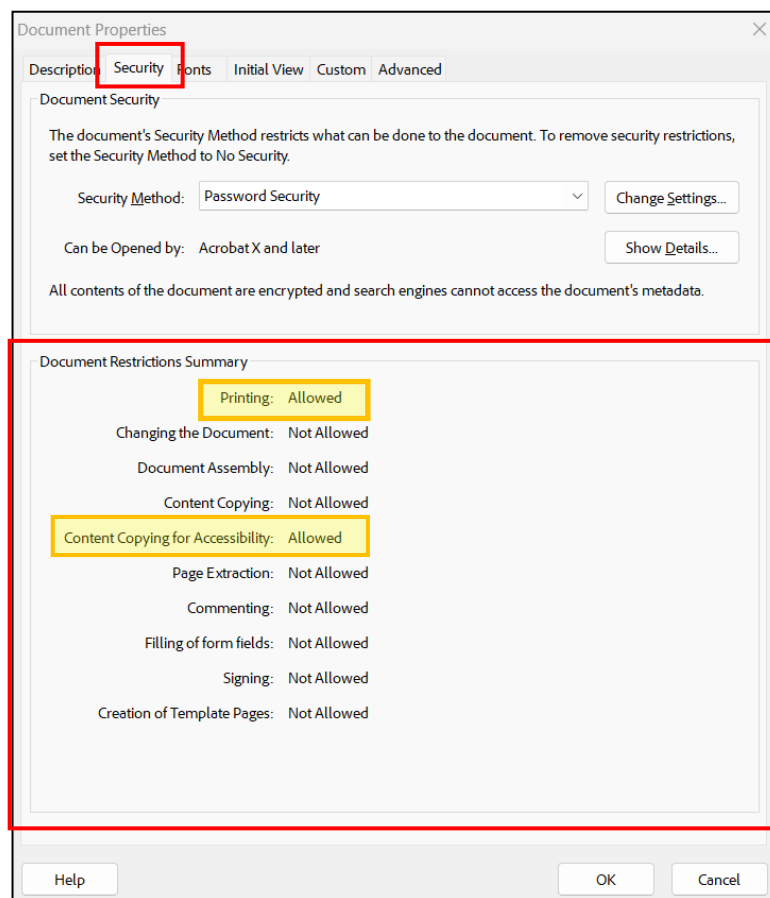 Document Properties
Description Security Fonts Initial View Custom Advanced
Document Security
The document's Security Method restricts what can be done to the document. To remove security restrictions,
set the Security Method to No Security.
Security Method: Password Security Change Settings...
Can be Opened by: Acrobat X and later Show Details...
All contents of the document are encrypted and search engines cannot access the document's metadata.
Document Restrictions Summary
Printing: Allowed
Changing the Document: Not Allowed
Document Assembly: Not Allowed
Content Copying: Not Allowed
Content Copying for Accessibility: Allowed
Page Extraction: Not Allowed
Commenting: Not Allowed
Filling of form fields: Not Allowed
Signing: Not Allowed
Creation of Template Pages: Not Allowed
Help OK Cancel